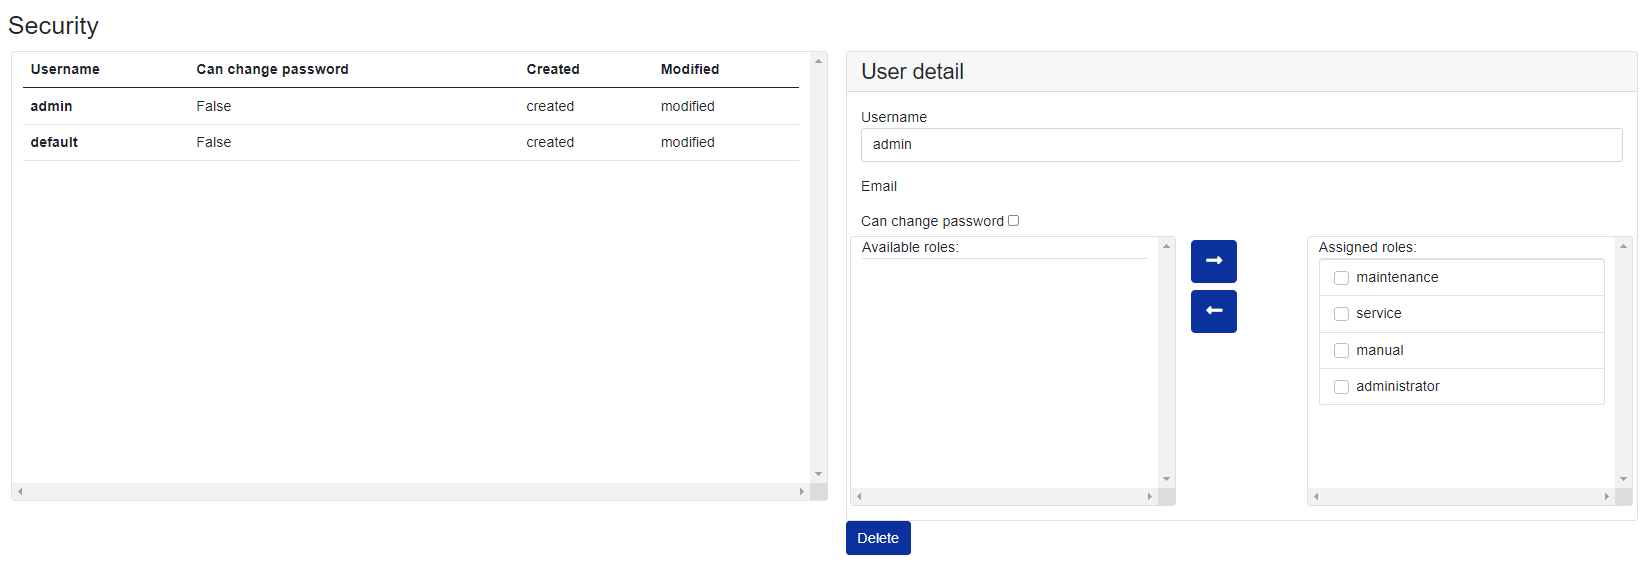 Security
Username Can change password Created Modified
admin False created modified
default False created modified
User detail
Username
admin
Email
Can change password
Available roles:
Assigned roles:
maintenance
service
manual
administrator
Delete